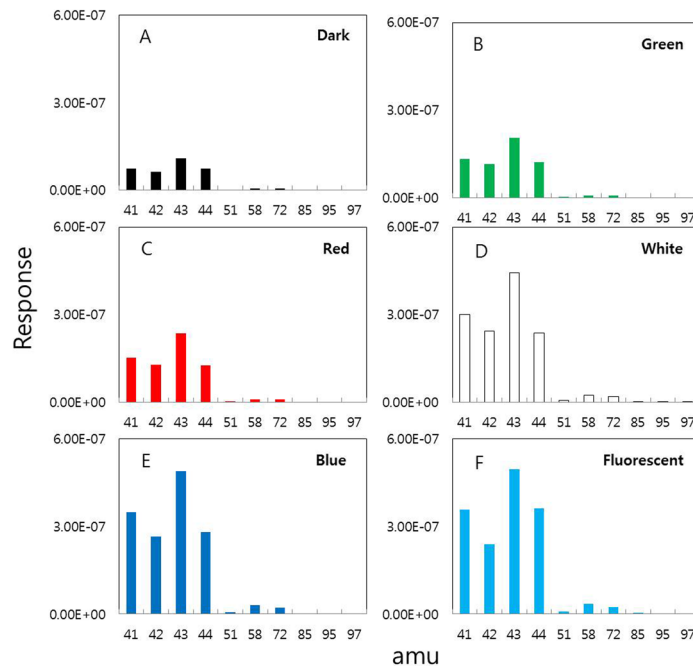 6.00E-07
A
Dark
3.00E-07
0.00E+00
41 42 43 44 51 58 72 85 95 97
6.00E-07
B
Green
3.00E-07
0.00E+00
41 42 43 44 51 58 72 85 95 97
6.00E-07
C
Red
3.00E-07
0.00E+00
41 42 43 44 51 58 72 85 95 97
6.00E-07
D
White
3.00E-07
0.00E+00
41 42 43 44 51 58 72 85 95 97
6.00E-07
E
Blue
3.00E-07
0.00E+00
41 42 43 44 51 58 72 85 95 97
6.00E-07
F
Fluorescent
3.00E-07
0.00E+00
41 42 43 44 51 58 72 85 95 97
Response
amu